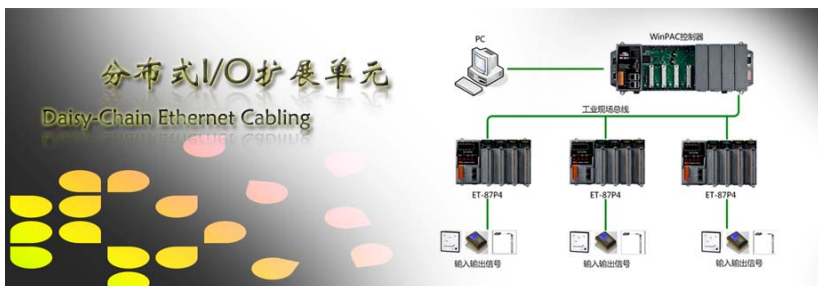 分布式I/O扩展单元
Daisy-Chain Ethernet Cabling
PC
WinPAC控制器
工业现场总线
ET-87P4
ET-87P4
ET-87P4
输入输出信号
输入输出信号
输入输出信号